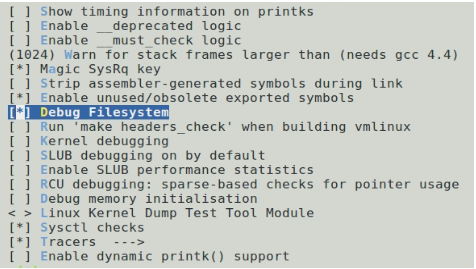 [ ] Show timing information on printks
[ ] Enable __deprecated logic
[ ] Enable __must_check logic
(1024) Warn for stack frames larger than (needs gcc 4.4)
[*] Magic SysRq key
[ ] Strip assembler-generated symbols during link
[*] Enable unused/obsolete exported symbols
[*] Debug Filesystem
[ ] Run 'make headers_check' when building vmlinux
[ ] Kernel debugging
[ ] SLUB debugging on by default
[ ] Enable SLUB performance statistics
[ ] RCU debugging: sparse-based checks for pointer usage
[ ] Debug memory initialisation
< > Linux Kernel Dump Test Tool Module
[*] Sysctl checks
[*] Tracers --->
[ ] Enable dynamic printk() support